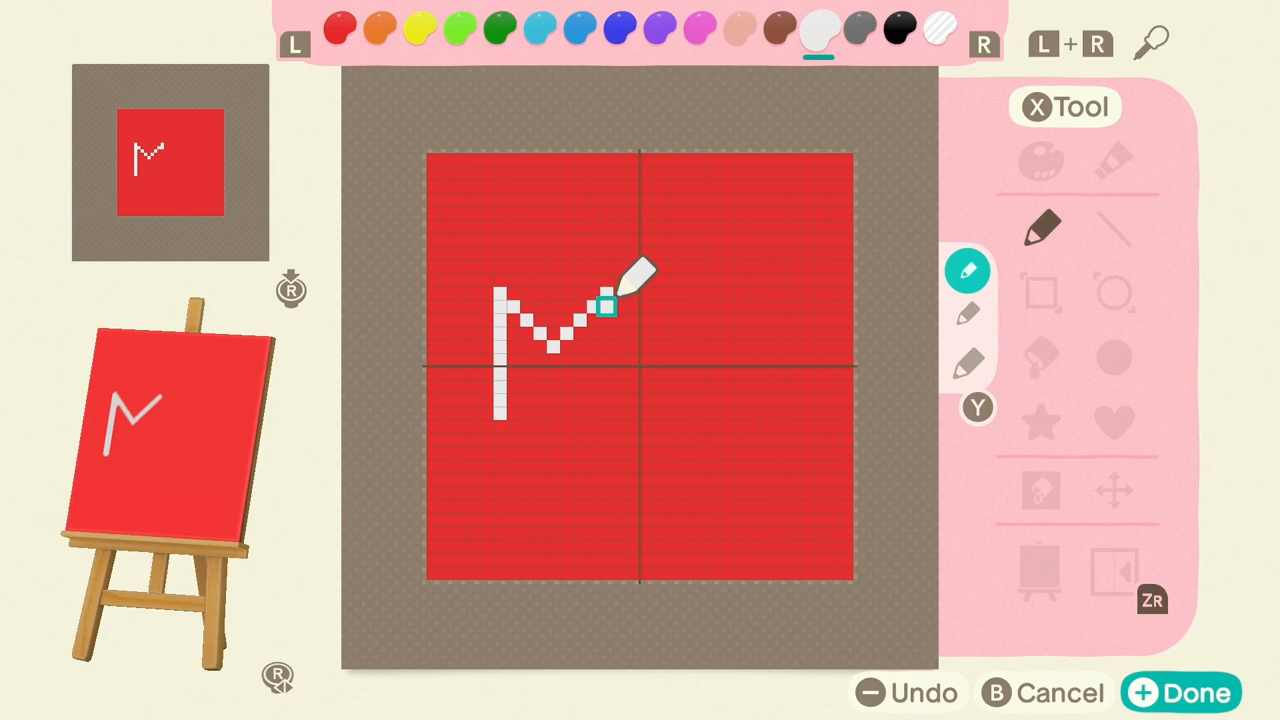 L R L + R
X Tool
R
Y
ZR
R
− Undo B Cancel + Done